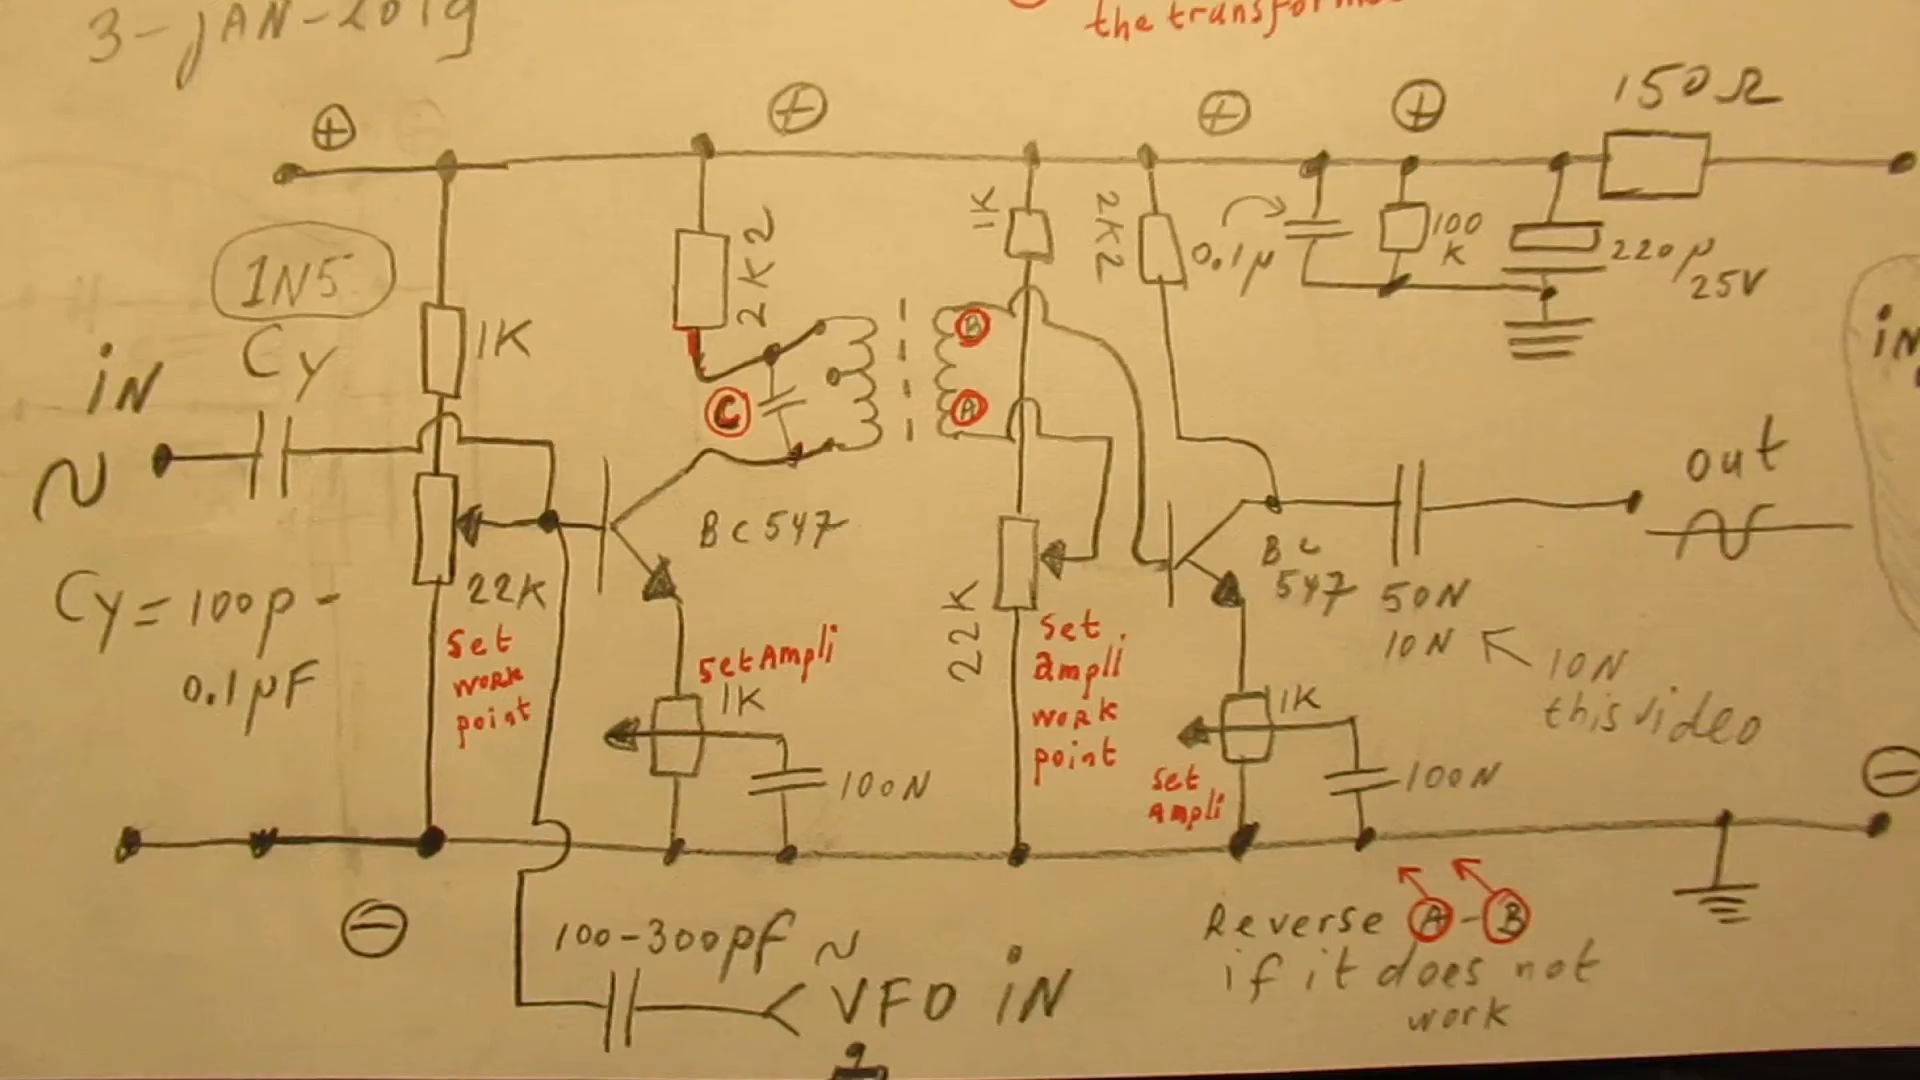 3-JAN-2019
the transforme
+
+
+
+
150Ω
1N5
Cy
1K
2K2
1K
2K2
0.1µ
100
K
220µ
25V
iN
in
B
A
C
out
BC547
BC
547
22K
Cy = 100p -
0.1µF
50N
10N
10N
this video
set
work
point
set Ampli
1K
22K
set
ampli
work
point
1K
set
Ampli
100N
100N
−
−
Reverse A - B
if it does not
work
100-300pf
VFO iN